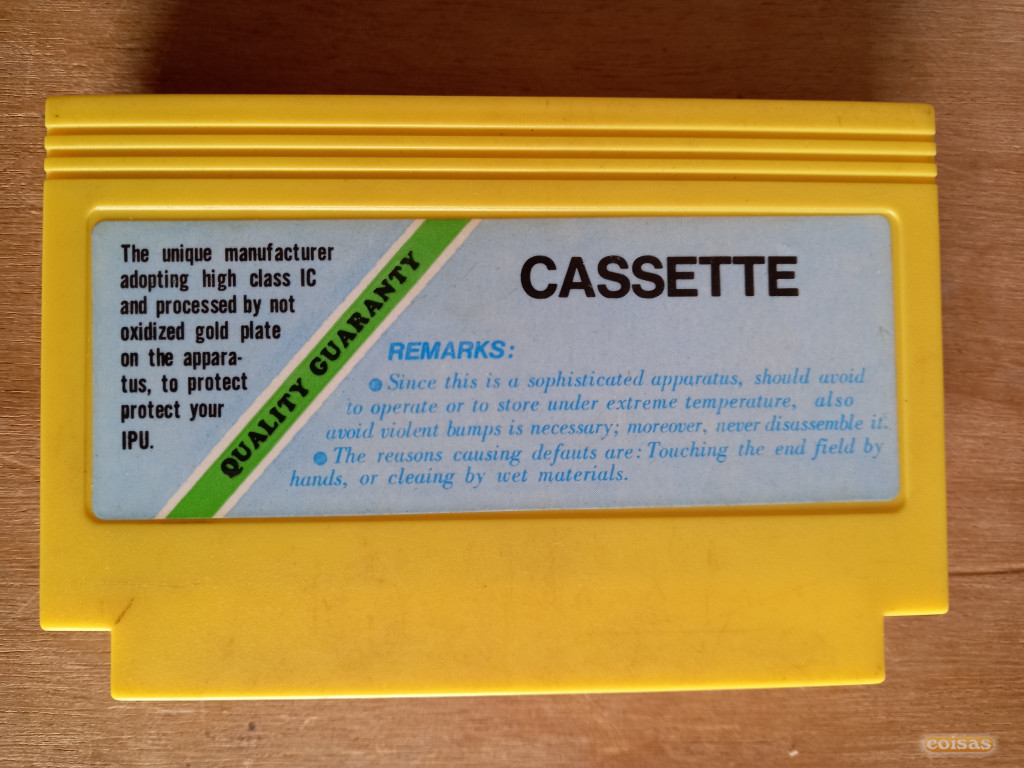 The unique manufacturer
adopting high class IC
and processed by not
oxidized gold plate
on the appara-
tus, to protect
protect your
IPU.
QUALITY GUARANTY
CASSETTE
REMARKS:
Since this is a sophisticated apparatus, should avoid
to operate or to store under extreme temperature, also
avoid violent bumps is necessary; moreover, never disassemble it.
The reasons causing defauts are: Touching the end field by
hands, or cleaing by wet materials.
coisas